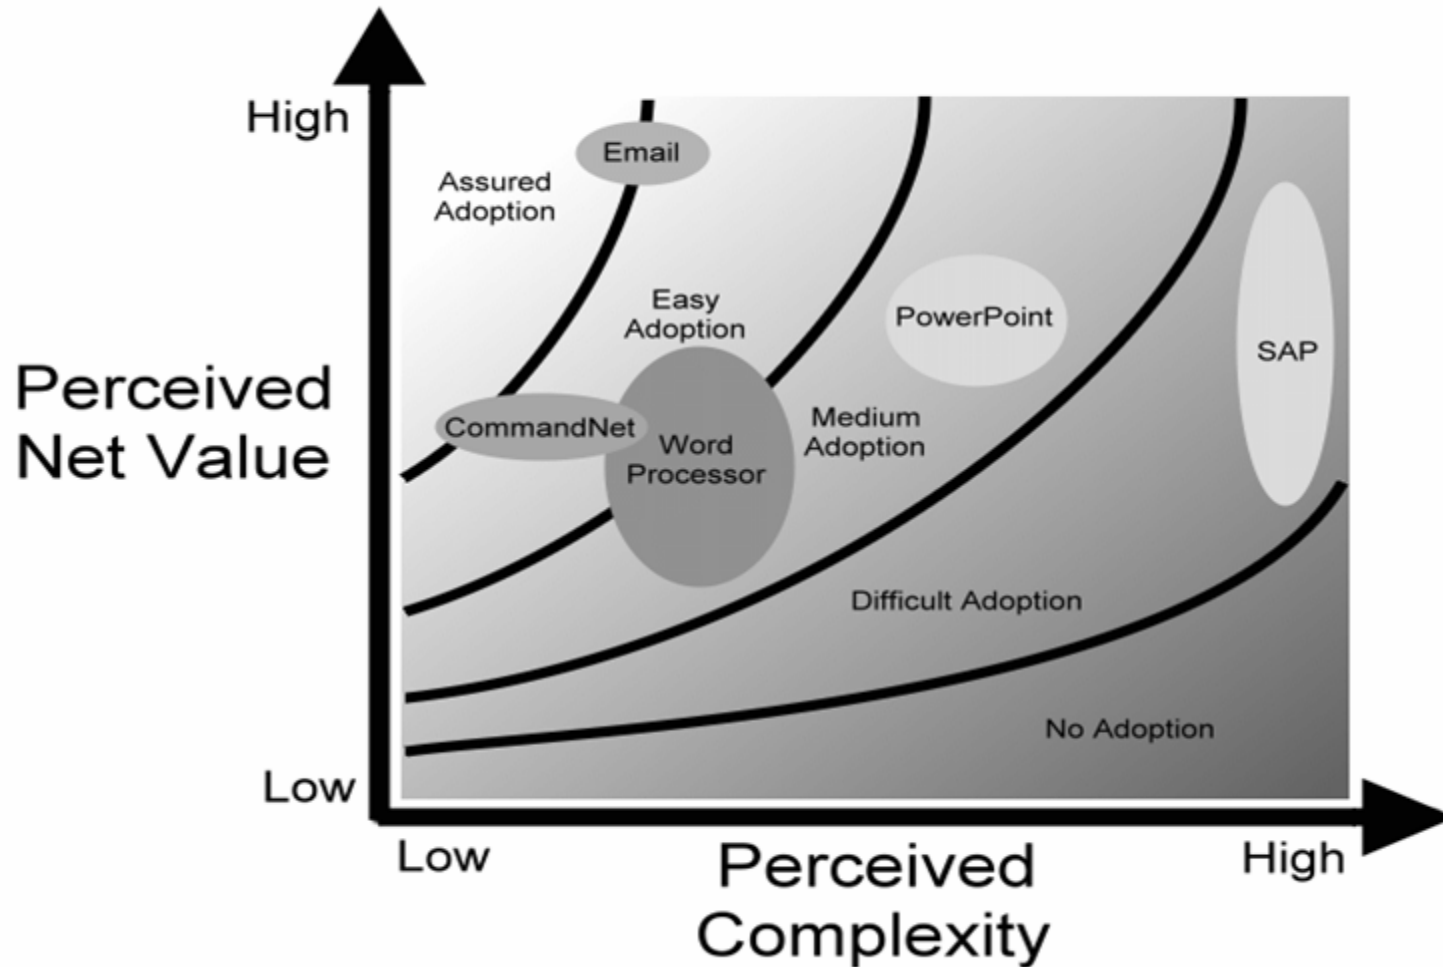 High
Email
Assured
Adoption
Easy
Adoption
PowerPoint
SAP
Perceived
Net Value
CommandNet
Word
Processor
Medium
Adoption
Difficult Adoption
No Adoption
Low
Low
High
Perceived
Complexity